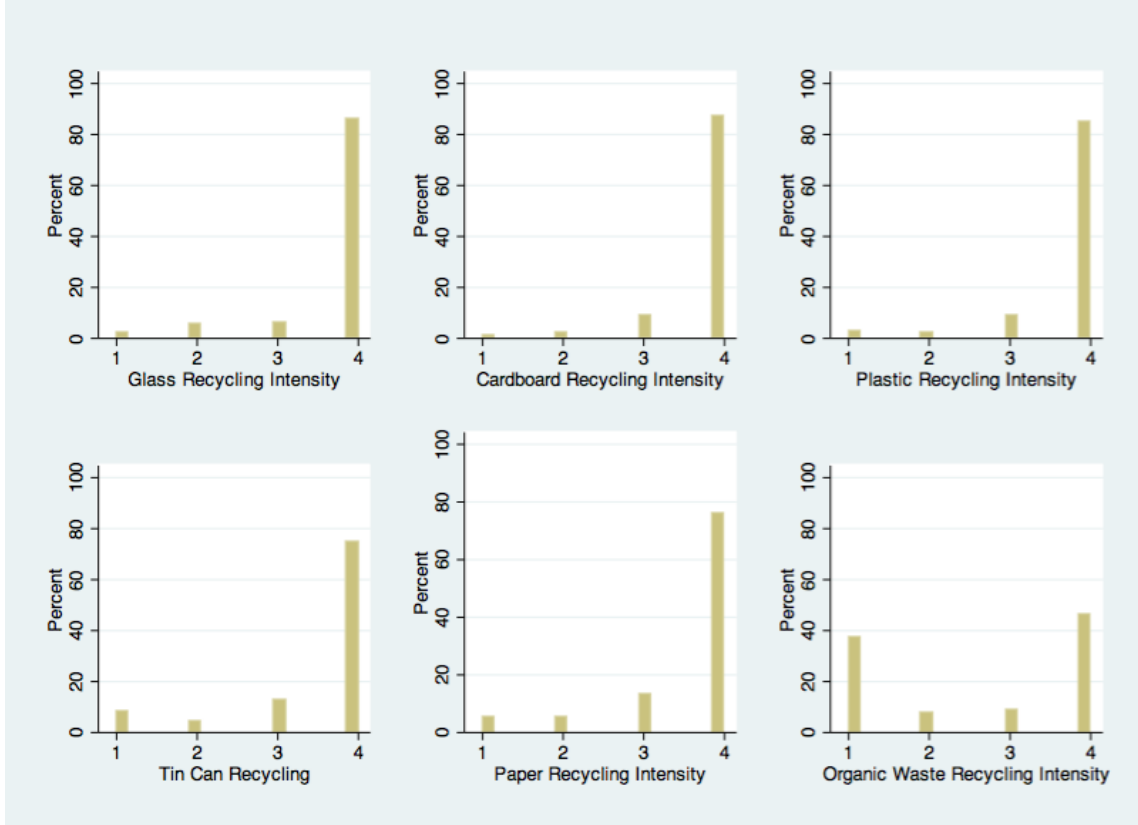 Percent
0 20 40 60 80 100
1 2 3 4
Glass Recycling Intensity
Percent
0 20 40 60 80 100
1 2 3 4
Cardboard Recycling Intensity
Percent
0 20 40 60 80 100
1 2 3 4
Plastic Recycling Intensity
Percent
0 20 40 60 80 100
1 2 3 4
Tin Can Recycling
Percent
0 20 40 60 80 100
1 2 3 4
Paper Recycling Intensity
Percent
0 20 40 60 80 100
1 2 3 4
Organic Waste Recycling Intensity